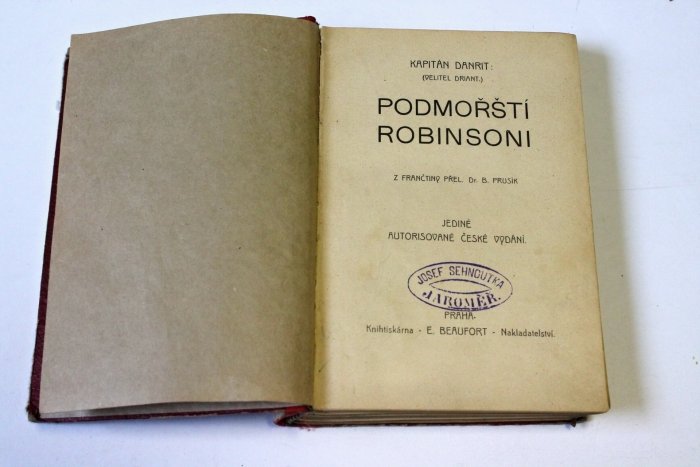 KAPITÁN DANRIT:
(VELITEL DRIANT.)
PODMOŘŠTÍ
ROBINSONI
Z FRANČTINY PŘEL. Dr. B. PRUSÍK
JEDINÉ
AUTORISOVANÉ ČESKÉ VYDÁNÍ.
JOSEF SEHNOUTKA
JAROMĚŘ.
PRAHA.
Knihtiskárna - E. BEAUFORT - Nakladatelství.